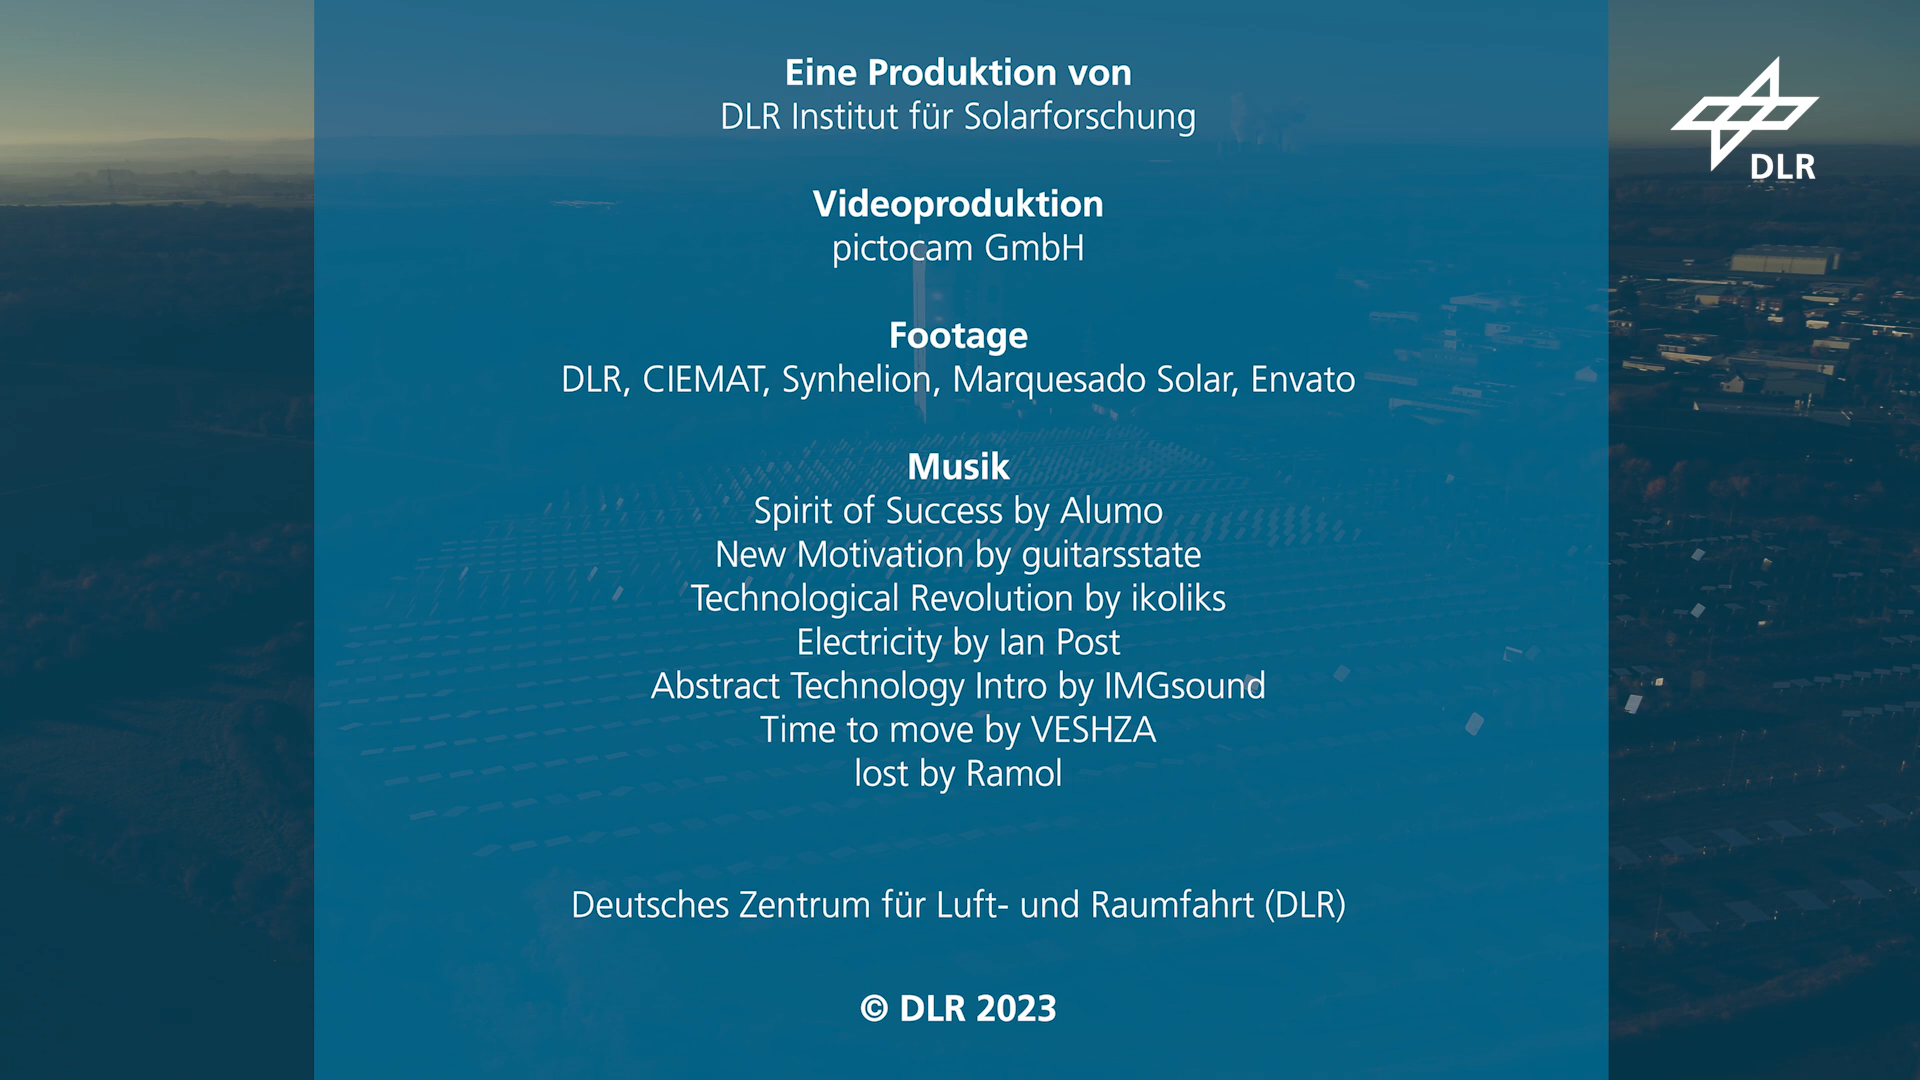 Eine Produktion von
DLR Institut für Solarforschung
Videoproduktion
pictocam GmbH
Footage
DLR, CIEMAT, Synhelion, Marquesado Solar, Envato
Musik
Spirit of Success by Alumo
New Motivation by guitarsstate
Technological Revolution by ikoliks
Electricity by Ian Post
Abstract Technology Intro by IMGsound
Time to move by VESHZA
lost by Ramol
Deutsches Zentrum für Luft- und Raumfahrt (DLR)
© DLR 2023
DLR